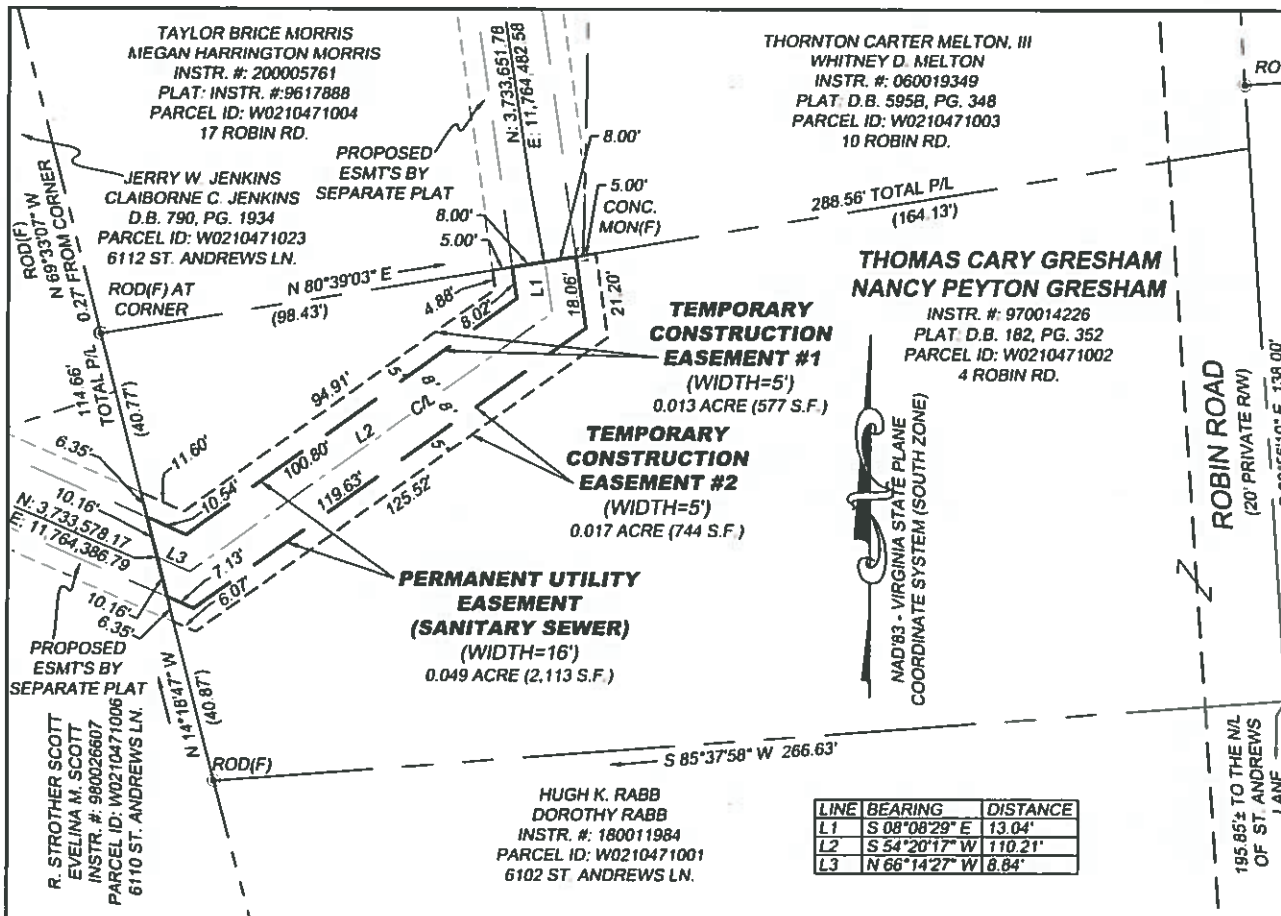 TAYLOR BRICE MORRIS
MEGAN HARRINGTON MORRIS
INSTR. #: 200005761
PLAT: INSTR. #:9617888
PARCEL ID: W0210471004
17 ROBIN RD.
N: 3,733,651.78
E: 11,764,482.58
THORNTON CARTER MELTON, III
WHITNEY D. MELTON
INSTR. #: 060019349
PLAT: D.B. 595B, PG. 348
PARCEL ID: W0210471003
10 ROBIN RD.
RO
JERRY W. JENKINS
CLAIBORNE C. JENKINS
D.B. 790, PG. 1934
PARCEL ID: W0210471023
6112 ST. ANDREWS LN.
PROPOSED
ESMT'S BY
SEPARATE PLAT
8.00'
5.00'
CONC.
MON(F)
8.00'
5.00'
288.56' TOTAL P/L
(164.13')
ROD(F)
N 69°33'07" W
0.27' FROM CORNER
ROD(F) AT
CORNER
N 80°39'03" E
(98.43')
4.88'
8.02'
L1
18.06'
21.20'
THOMAS CARY GRESHAM
NANCY PEYTON GRESHAM
INSTR. #: 970014226
PLAT: D.B. 182, PG. 352
PARCEL ID: W0210471002
4 ROBIN RD.
TEMPORARY
CONSTRUCTION
EASEMENT #1
(WIDTH=5')
0.013 ACRE (577 S.F.)
TEMPORARY
CONSTRUCTION
EASEMENT #2
(WIDTH=5')
0.017 ACRE (744 S.F.)
114.66'
TOTAL P/L
(40.77')
94.91'
5'
8'
C/L
8'
5'
L2
100.80'
119.63'
125.52'
6.35'
11.60'
10.54'
10.16'
N: 3,733,578.17
E: 11,764,386.79
L3
7.13'
6.07'
10.16'
6.35'
PERMANENT UTILITY
EASEMENT
(SANITARY SEWER)
(WIDTH=16')
0.049 ACRE (2,113 S.F.)
NAD'83 - VIRGINIA STATE PLANE
COORDINATE SYSTEM (SOUTH ZONE)
ROBIN ROAD
(20' PRIVATE R/W)
E 138.00'
PROPOSED
ESMT'S BY
SEPARATE PLAT
N 14°18'47" W
(40.87')
R. STROTHER SCOTT
EVELINA M. SCOTT
INSTR. #: 980026607
PARCEL ID: W0210471006
6110 ST. ANDREWS LN.
ROD(F)
S 85°37'58" W 266.63'
HUGH K. RABB
DOROTHY RABB
INSTR. #: 180011984
PARCEL ID: W0210471001
6102 ST. ANDREWS LN.
LINE BEARING DISTANCE
L1 S 08°08'29" E 13.04'
L2 S 54°20'17" W 110.21'
L3 N 66°14'27" W 8.84'
195.85'± TO THE N/L
OF ST. ANDREWS
LANE